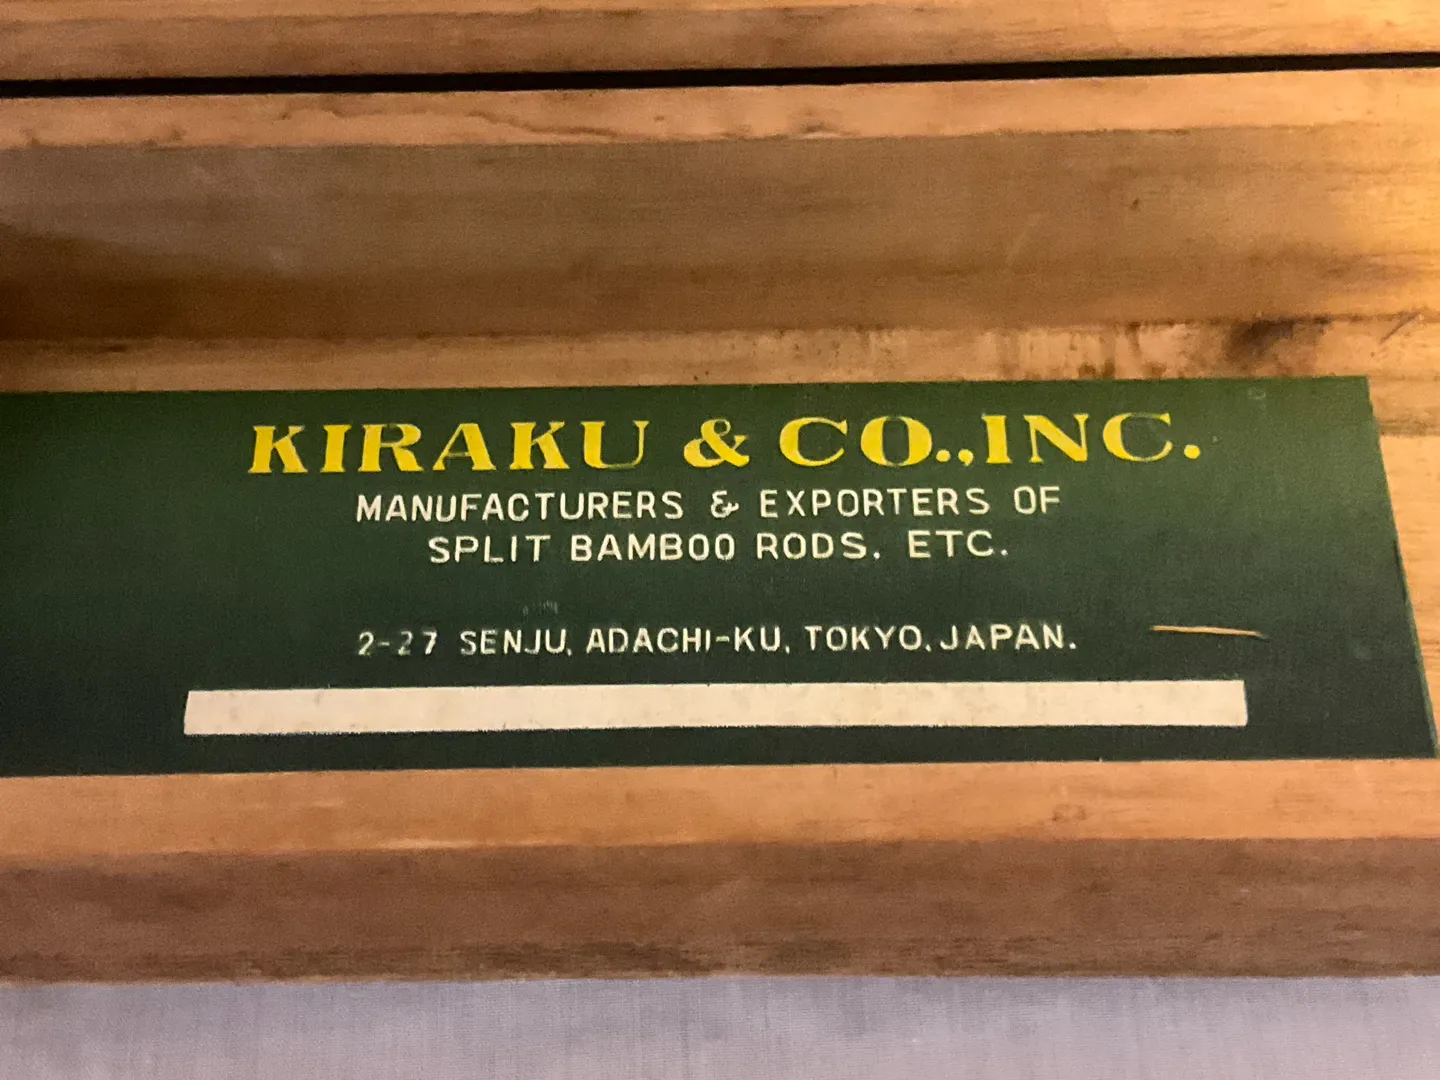 KIRAKU & CO.,INC.
MANUFACTURERS & EXPORTERS OF
SPLIT BAMBOO RODS. ETC.
2-27 SENJU, ADACHI-KU, TOKYO, JAPAN.